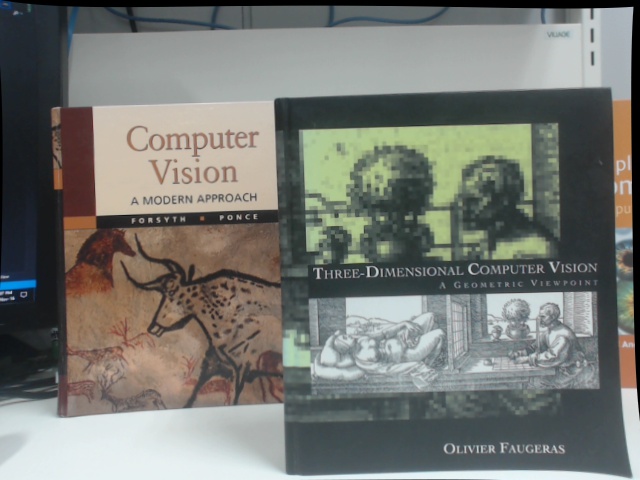 Computer
Vision
A MODERN APPROACH
FORSYTH ▪ PONCE
THREE-DIMENSIONAL COMPUTER VISION
A GEOMETRIC VIEWPOINT
OLIVIER FAUGERAS